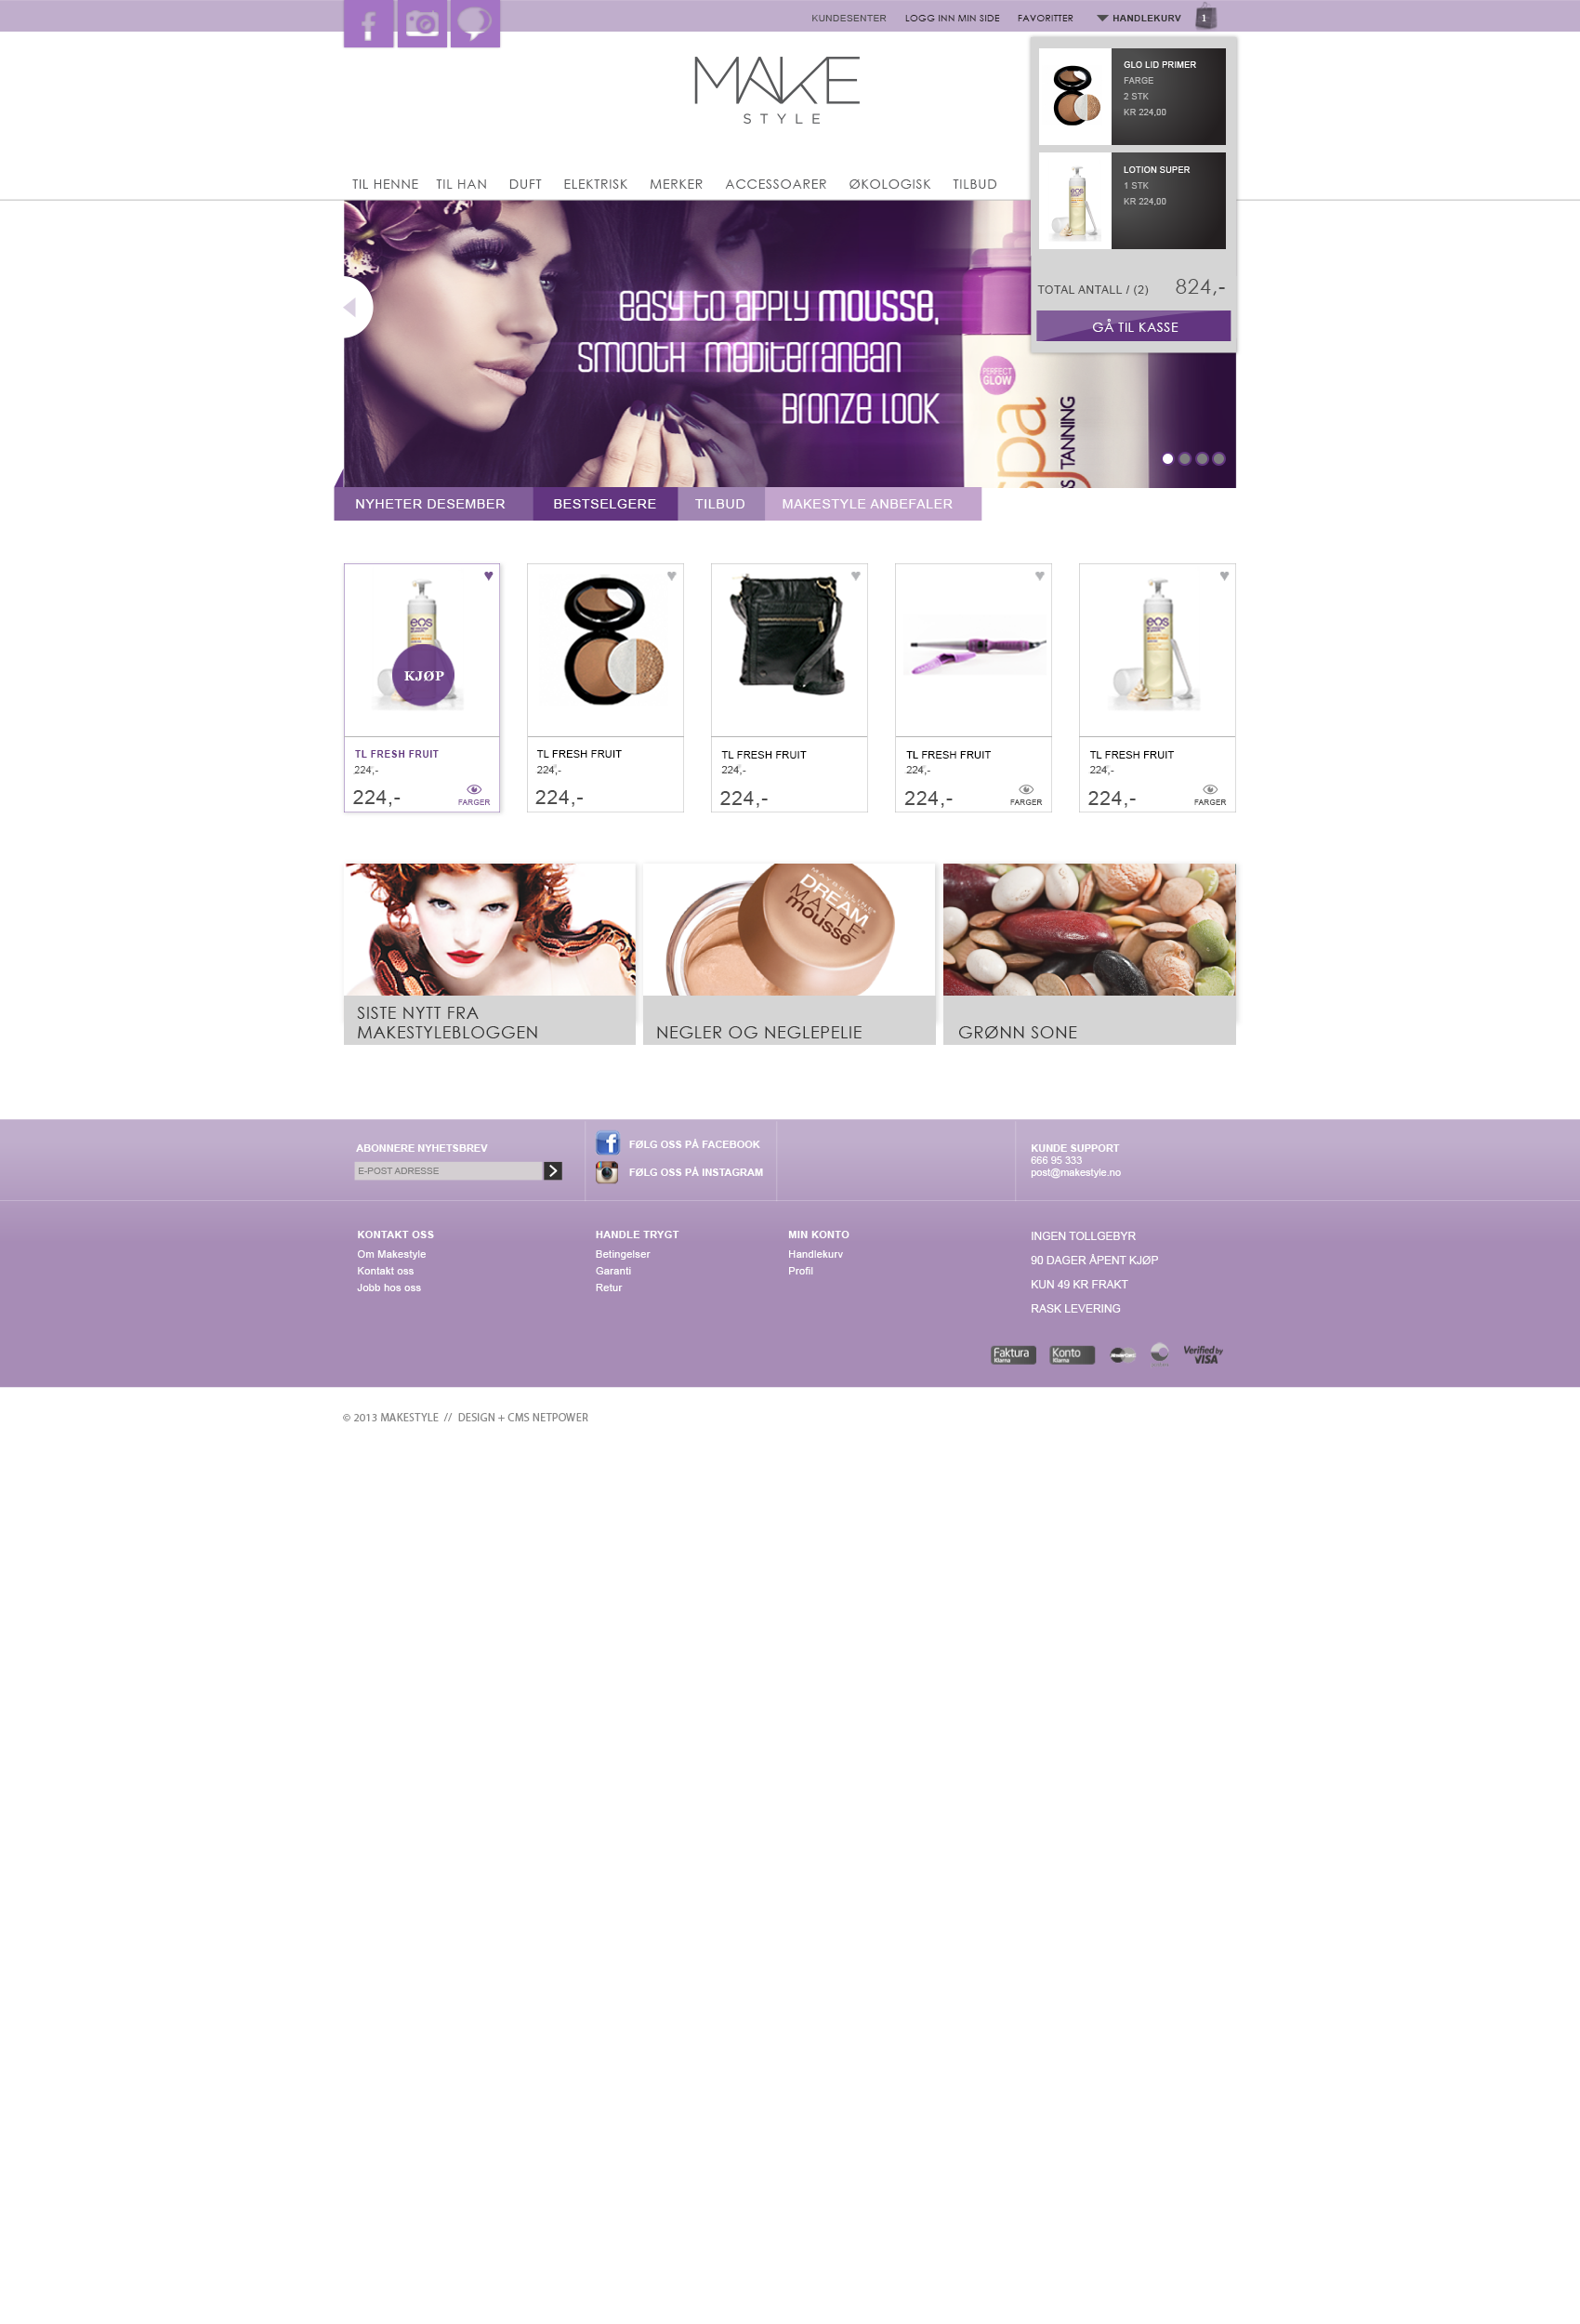 KUNDESENTER LOGG INN MIN SIDE FAVORITTER HANDLEKURV 1
MAKE
STYLE
GLO LID PRIMER
FARGE
2 STK
KR 224,00
LOTION SUPER
1 STK
KR 224,00
TOTAL ANTALL / (2) 824,-
GÅ TIL KASSE
TIL HENNE TIL HAN DUFT ELEKTRISK MERKER ACCESSOARER ØKOLOGISK TILBUD
easy to apply mousse,
smooth mediterranean
Bronze look
PERFECT
GLOW
spa
TANNING
NYHETER DESEMBER BESTSELGERE TILBUD MAKESTYLE ANBEFALER
eos
KJØP
TL FRESH FRUIT
224,-
224,-
FARGER
TL FRESH FRUIT
224,-
224,-
TL FRESH FRUIT
224,-
224,-
TL FRESH FRUIT
224,-
224,-
FARGER
eos
TL FRESH FRUIT
224,-
224,-
FARGER
SISTE NYTT FRA
MAKESTYLEBLOGGEN
MAYBELLINE
DREAM
MATTE
mousse
NEGLER OG NEGLEPELIE
GRØNN SONE
ABONNERE NYHETSBREV
E-POST ADRESSE
FØLG OSS PÅ FACEBOOK
FØLG OSS PÅ INSTAGRAM
KUNDE SUPPORT
666 95 333
post@makestyle.no
KONTAKT OSS
Om Makestyle
Kontakt oss
Jobb hos oss
HANDLE TRYGT
Betingelser
Garanti
Retur
MIN KONTO
Handlekurv
Profil
INGEN TOLLGEBYR
90 DAGER ÅPENT KJØP
KUN 49 KR FRAKT
RASK LEVERING
Faktura
Klarna
Konto
Klarna
MasterCard
Verified by
VISA
© 2013 MAKESTYLE // DESIGN + CMS NETPOWER